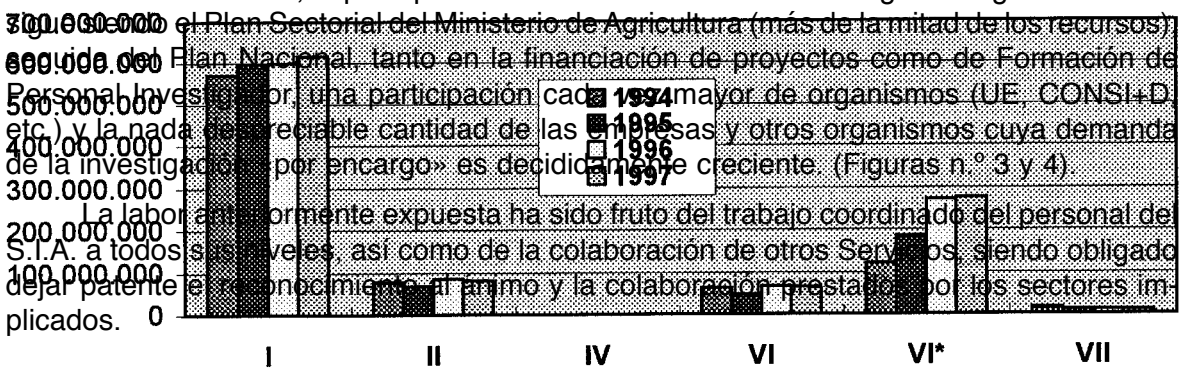 sigue siendo el Plan Sectorial del Ministerio de Agricultura (más de la mitad de los recursos),
seguida del Plan Nacional, tanto en la financiación de proyectos como de Formación de
Personal Investigador, una participación cada vez mayor de organismos (UE, CONSI+D,
etc.) y la nada despreciable cantidad de las empresas y otros organismos cuya demanda
de la investigación «por encargo» es decididamente creciente. (Figuras n.º 3 y 4).
La labor anteriormente expuesta ha sido fruto del trabajo coordinado del personal del
S.I.A. a todos sus niveles, así como de la colaboración de otros Servicios, siendo obligado
dejar patente el reconocimiento al ánimo y la colaboración prestados por los sectores im-
plicados.
700.000.000
600.000.000
500.000.000
400.000.000
300.000.000
200.000.000
100.000.000
0
1994
1995
1996
1997
I II IV VI VI* VII